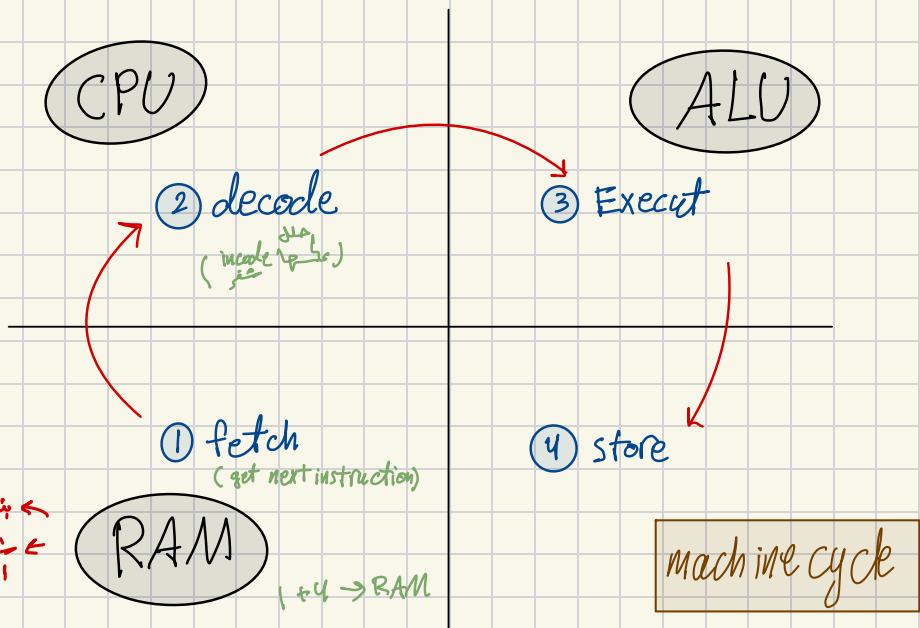 CPU
ALU
② decode
③ Execut
① fetch
(get next instruction)
④ store
RAM
1 + 4 → RAM
machine cycle